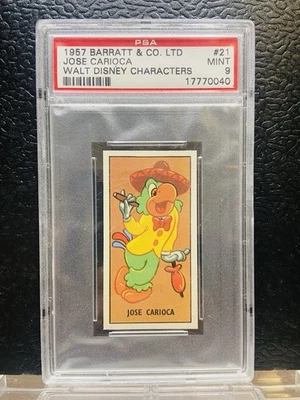 PSA
1957 BARRATT & CO. LTD #21
JOSE CARIOCA MINT
WALT DISNEY CHARACTERS 9
17770040
JOSE CARIOCA